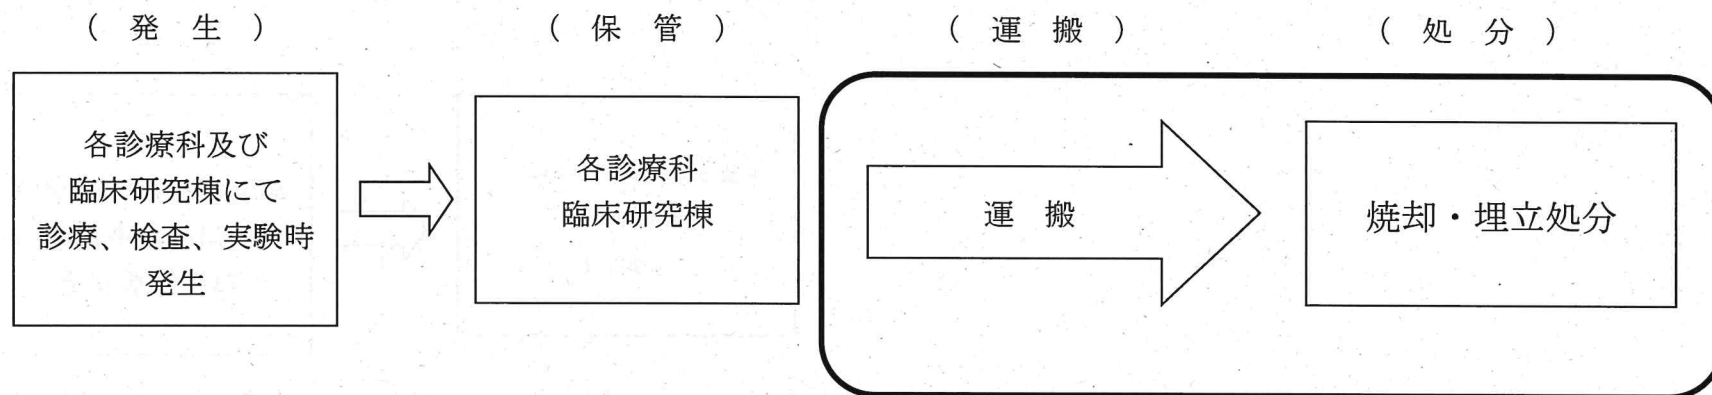 （　発　生　）
（　保　管　）
（　運　搬　）
（　処　分　）
各診療科及び
臨床研究棟にて
診療、検査、実験時
発生
各診療科
臨床研究棟
運　搬
焼却・埋立処分